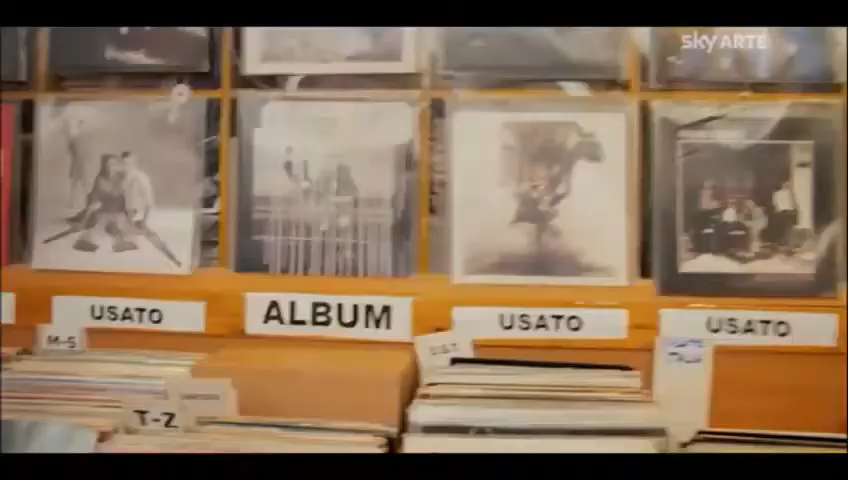 sky ARTE
USATO
ALBUM
USATO
USATO
M-S
T-Z